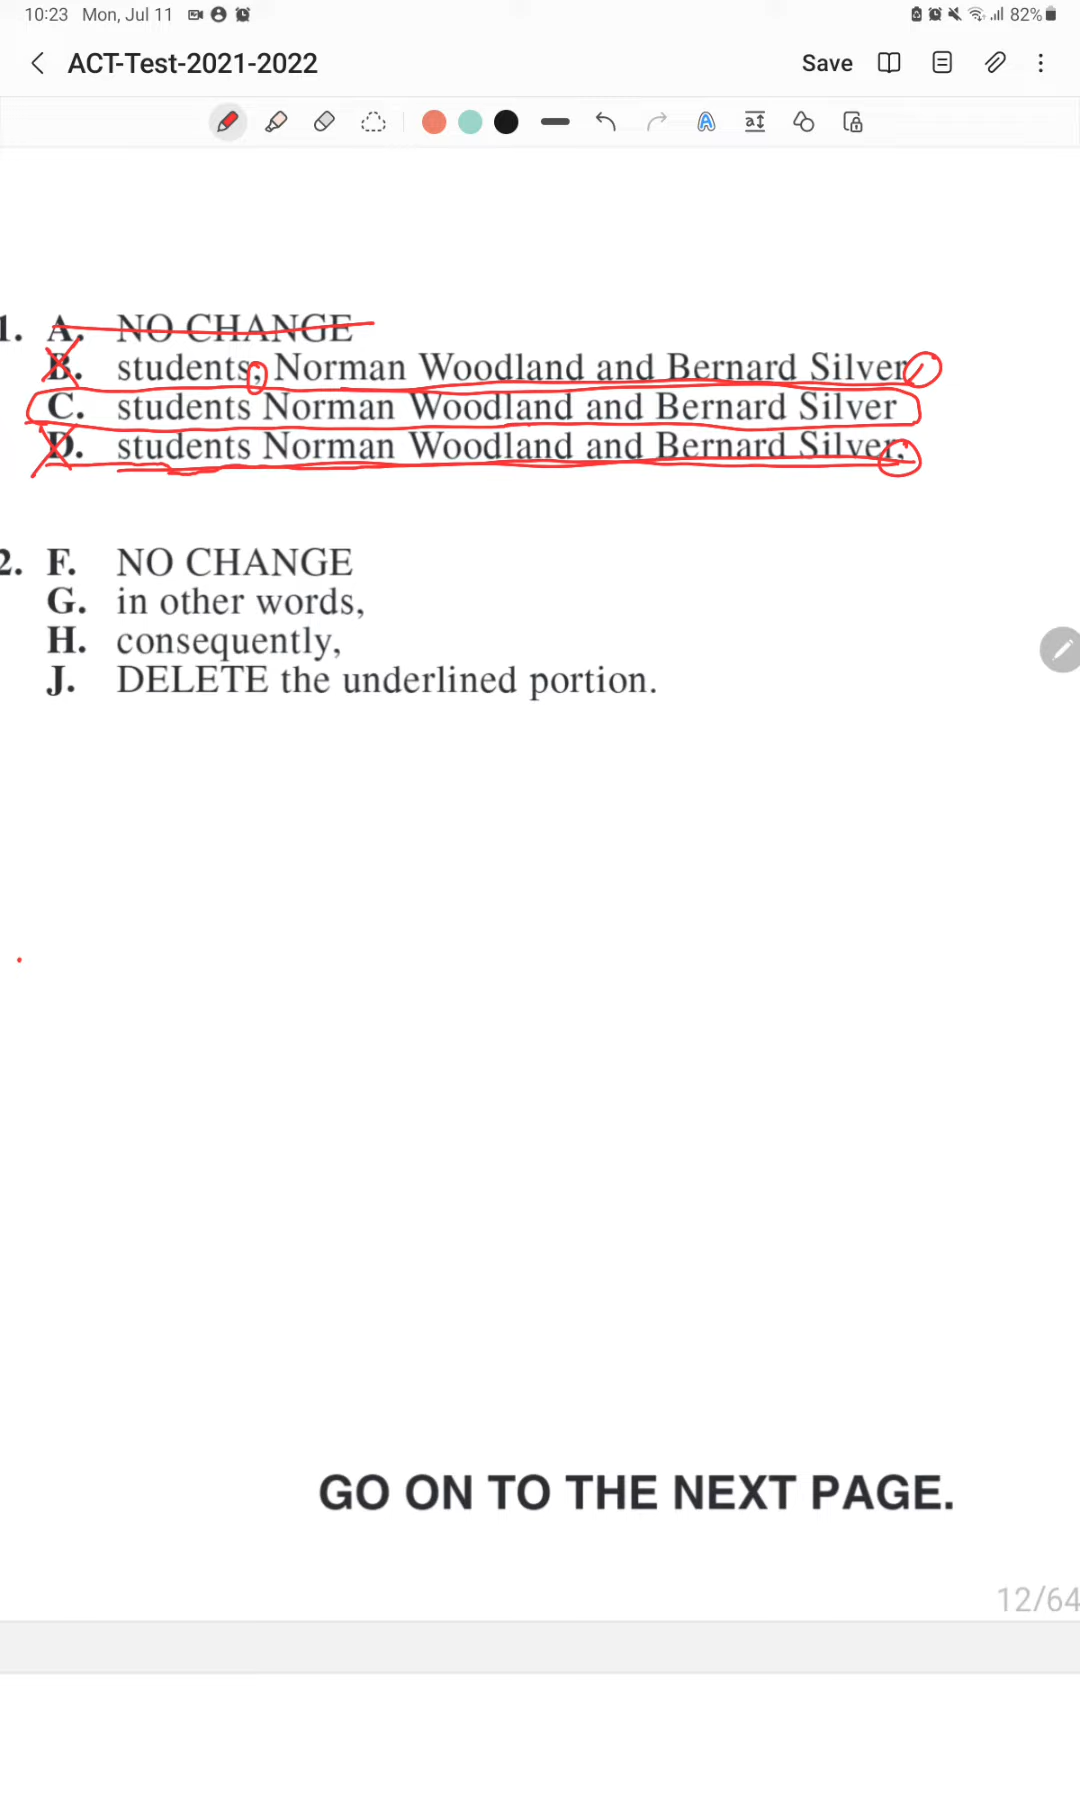 10:23 Mon, Jul 11 82%
ACT-Test-2021-2022 Save
1. A. NO CHANGE
B. students; Norman Woodland and Bernard Silver,
C. students Norman Woodland and Bernard Silver
D. students Norman Woodland and Bernard Silver,
2. F. NO CHANGE
G. in other words,
H. consequently,
J. DELETE the underlined portion.
GO ON TO THE NEXT PAGE.
12/64